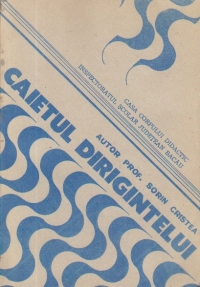 CASA CORPULUI DIDACTIC
INSPECTORATUL ȘCOLAR JUDEȚEAN BACĂU
AUTOR PROF. SORIN CRISTEA
CAIETUL DIRIGINTELUI